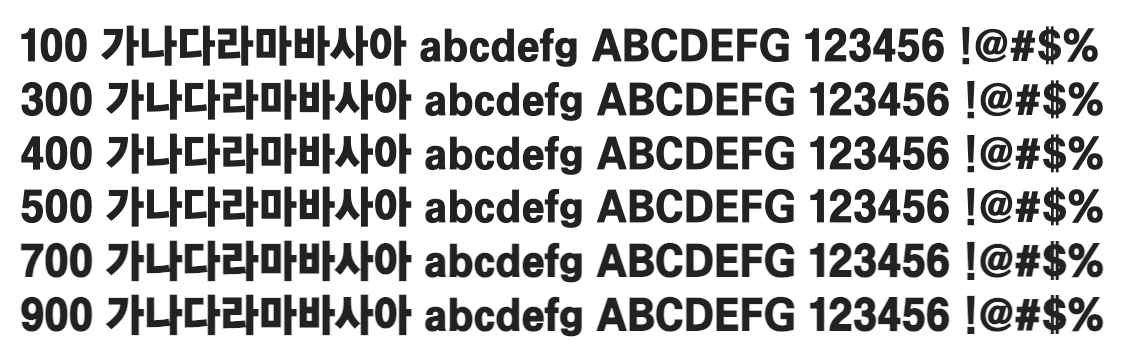 100 가나다라마바사아 abcdefg ABCDEFG 123456 !@#$%
300 가나다라마바사아 abcdefg ABCDEFG 123456 !@#$%
400 가나다라마바사아 abcdefg ABCDEFG 123456 !@#$%
500 가나다라마바사아 abcdefg ABCDEFG 123456 !@#$%
700 가나다라마바사아 abcdefg ABCDEFG 123456 !@#$%
900 가나다라마바사아 abcdefg ABCDEFG 123456 !@#$%